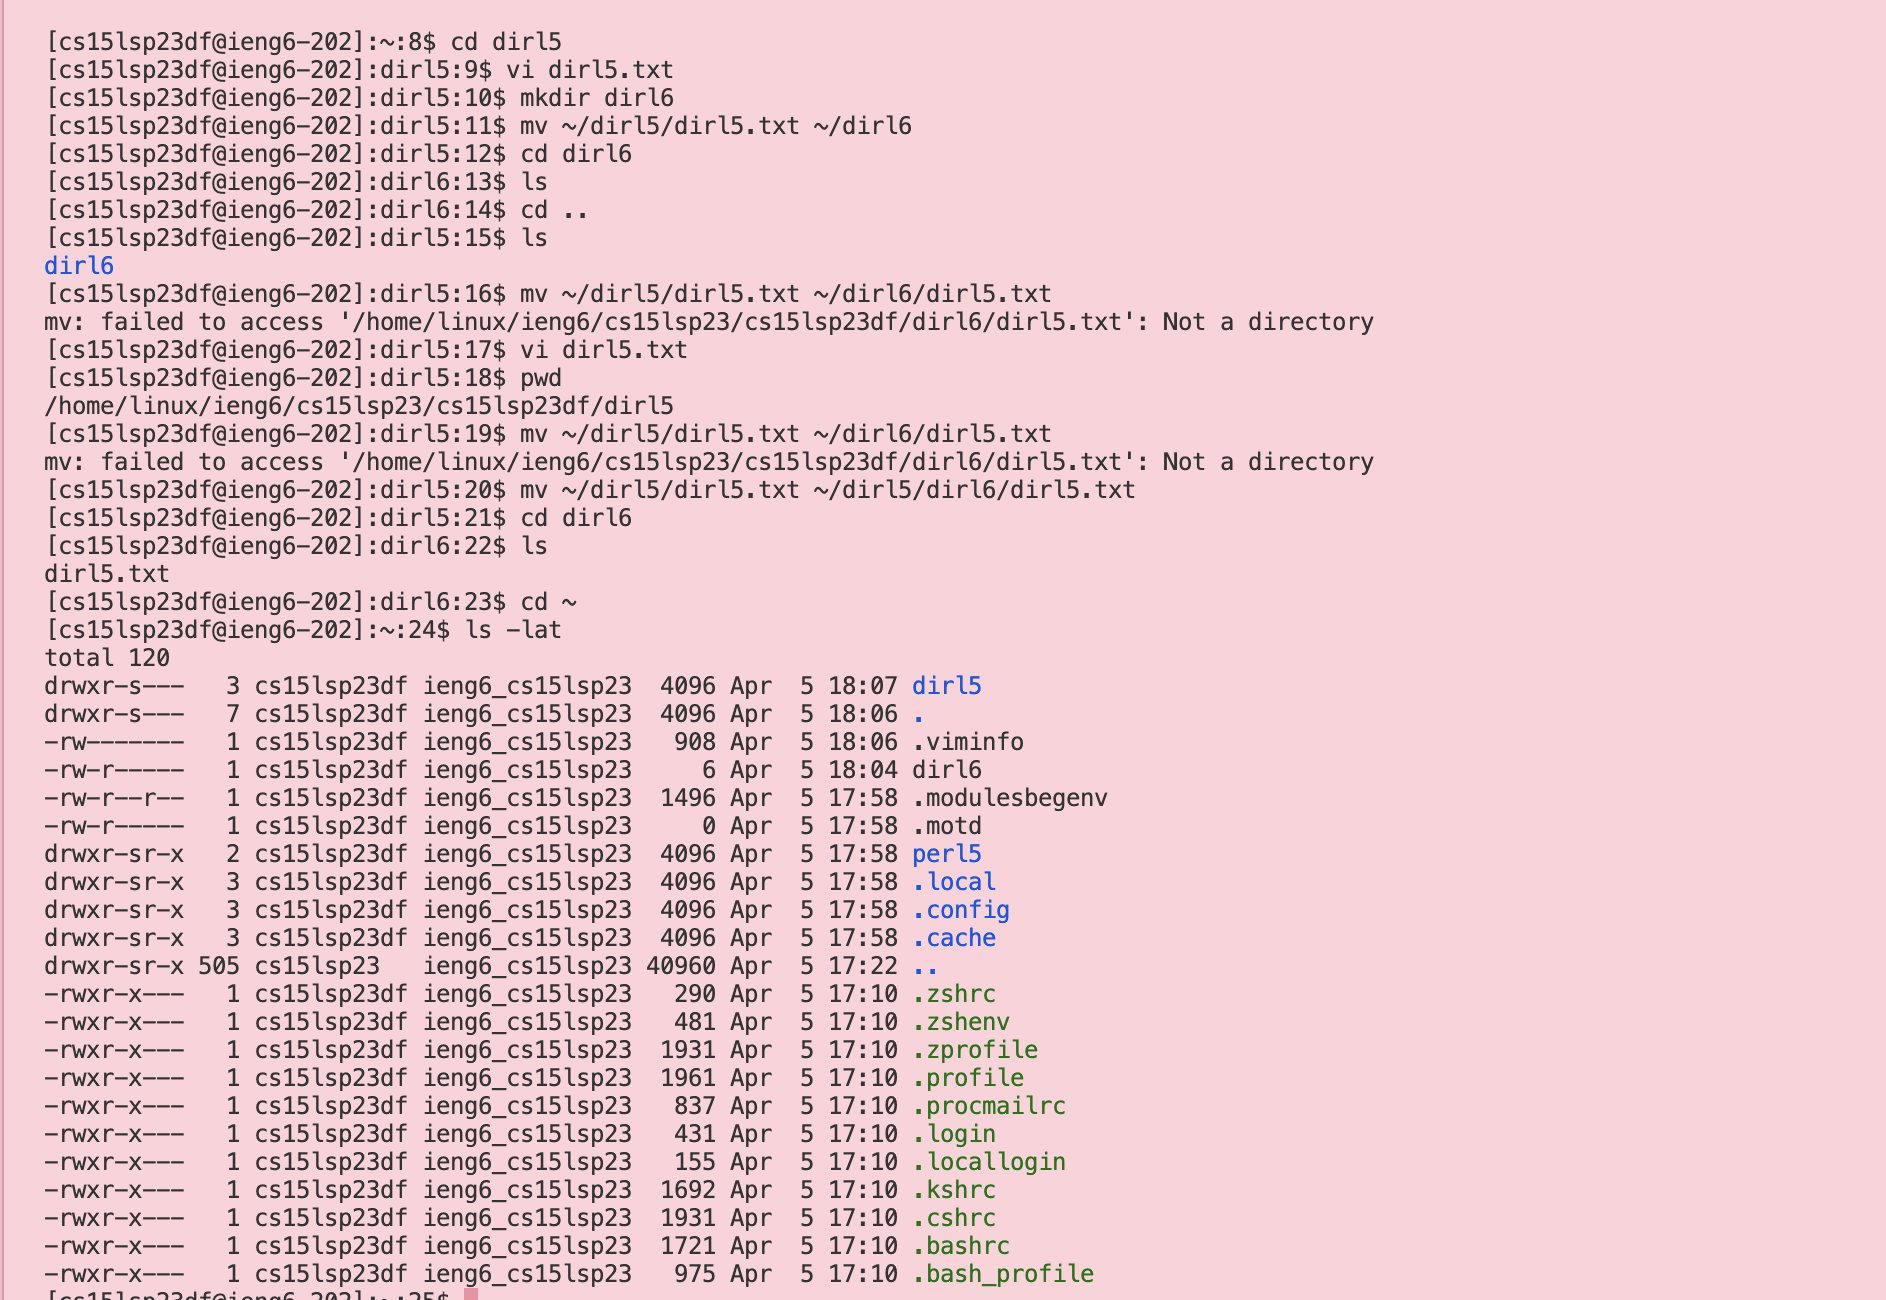 [cs15lsp23df@ieng6-202]:~:8$ cd dirl5
[cs15lsp23df@ieng6-202]:dirl5:9$ vi dirl5.txt
[cs15lsp23df@ieng6-202]:dirl5:10$ mkdir dirl6
[cs15lsp23df@ieng6-202]:dirl5:11$ mv ~/dirl5/dirl5.txt ~/dirl6
[cs15lsp23df@ieng6-202]:dirl5:12$ cd dirl6
[cs15lsp23df@ieng6-202]:dirl6:13$ ls
[cs15lsp23df@ieng6-202]:dirl6:14$ cd ..
[cs15lsp23df@ieng6-202]:dirl5:15$ ls
dirl6
[cs15lsp23df@ieng6-202]:dirl5:16$ mv ~/dirl5/dirl5.txt ~/dirl6/dirl5.txt
mv: failed to access '/home/linux/ieng6/cs15lsp23/cs15lsp23df/dirl6/dirl5.txt': Not a directory
[cs15lsp23df@ieng6-202]:dirl5:17$ vi dirl5.txt
[cs15lsp23df@ieng6-202]:dirl5:18$ pwd
/home/linux/ieng6/cs15lsp23/cs15lsp23df/dirl5
[cs15lsp23df@ieng6-202]:dirl5:19$ mv ~/dirl5/dirl5.txt ~/dirl6/dirl5.txt
mv: failed to access '/home/linux/ieng6/cs15lsp23/cs15lsp23df/dirl6/dirl5.txt': Not a directory
[cs15lsp23df@ieng6-202]:dirl5:20$ mv ~/dirl5/dirl5.txt ~/dirl5/dirl6/dirl5.txt
[cs15lsp23df@ieng6-202]:dirl5:21$ cd dirl6
[cs15lsp23df@ieng6-202]:dirl6:22$ ls
dirl5.txt
[cs15lsp23df@ieng6-202]:dirl6:23$ cd ~
[cs15lsp23df@ieng6-202]:~:24$ ls -lat
total 120
drwxr-s---   3 cs15lsp23df ieng6_cs15lsp23  4096 Apr  5 18:07 dirl5
drwxr-s---   7 cs15lsp23df ieng6_cs15lsp23  4096 Apr  5 18:06 .
-rw-------   1 cs15lsp23df ieng6_cs15lsp23   908 Apr  5 18:06 .viminfo
-rw-r-----   1 cs15lsp23df ieng6_cs15lsp23     6 Apr  5 18:04 dirl6
-rw-r--r--   1 cs15lsp23df ieng6_cs15lsp23  1496 Apr  5 17:58 .modulesbegenv
-rw-r-----   1 cs15lsp23df ieng6_cs15lsp23     0 Apr  5 17:58 .motd
drwxr-sr-x   2 cs15lsp23df ieng6_cs15lsp23  4096 Apr  5 17:58 perl5
drwxr-sr-x   3 cs15lsp23df ieng6_cs15lsp23  4096 Apr  5 17:58 .local
drwxr-sr-x   3 cs15lsp23df ieng6_cs15lsp23  4096 Apr  5 17:58 .config
drwxr-sr-x   3 cs15lsp23df ieng6_cs15lsp23  4096 Apr  5 17:58 .cache
drwxr-sr-x 505 cs15lsp23   ieng6_cs15lsp23 40960 Apr  5 17:22 ..
-rwxr-x---   1 cs15lsp23df ieng6_cs15lsp23   290 Apr  5 17:10 .zshrc
-rwxr-x---   1 cs15lsp23df ieng6_cs15lsp23   481 Apr  5 17:10 .zshenv
-rwxr-x---   1 cs15lsp23df ieng6_cs15lsp23  1931 Apr  5 17:10 .zprofile
-rwxr-x---   1 cs15lsp23df ieng6_cs15lsp23  1961 Apr  5 17:10 .profile
-rwxr-x---   1 cs15lsp23df ieng6_cs15lsp23   837 Apr  5 17:10 .procmailrc
-rwxr-x---   1 cs15lsp23df ieng6_cs15lsp23   431 Apr  5 17:10 .login
-rwxr-x---   1 cs15lsp23df ieng6_cs15lsp23   155 Apr  5 17:10 .locallogin
-rwxr-x---   1 cs15lsp23df ieng6_cs15lsp23  1692 Apr  5 17:10 .kshrc
-rwxr-x---   1 cs15lsp23df ieng6_cs15lsp23  1931 Apr  5 17:10 .cshrc
-rwxr-x---   1 cs15lsp23df ieng6_cs15lsp23  1721 Apr  5 17:10 .bashrc
-rwxr-x---   1 cs15lsp23df ieng6_cs15lsp23   975 Apr  5 17:10 .bash_profile
[cs15lsp23df@ieng6-202]:~:25$